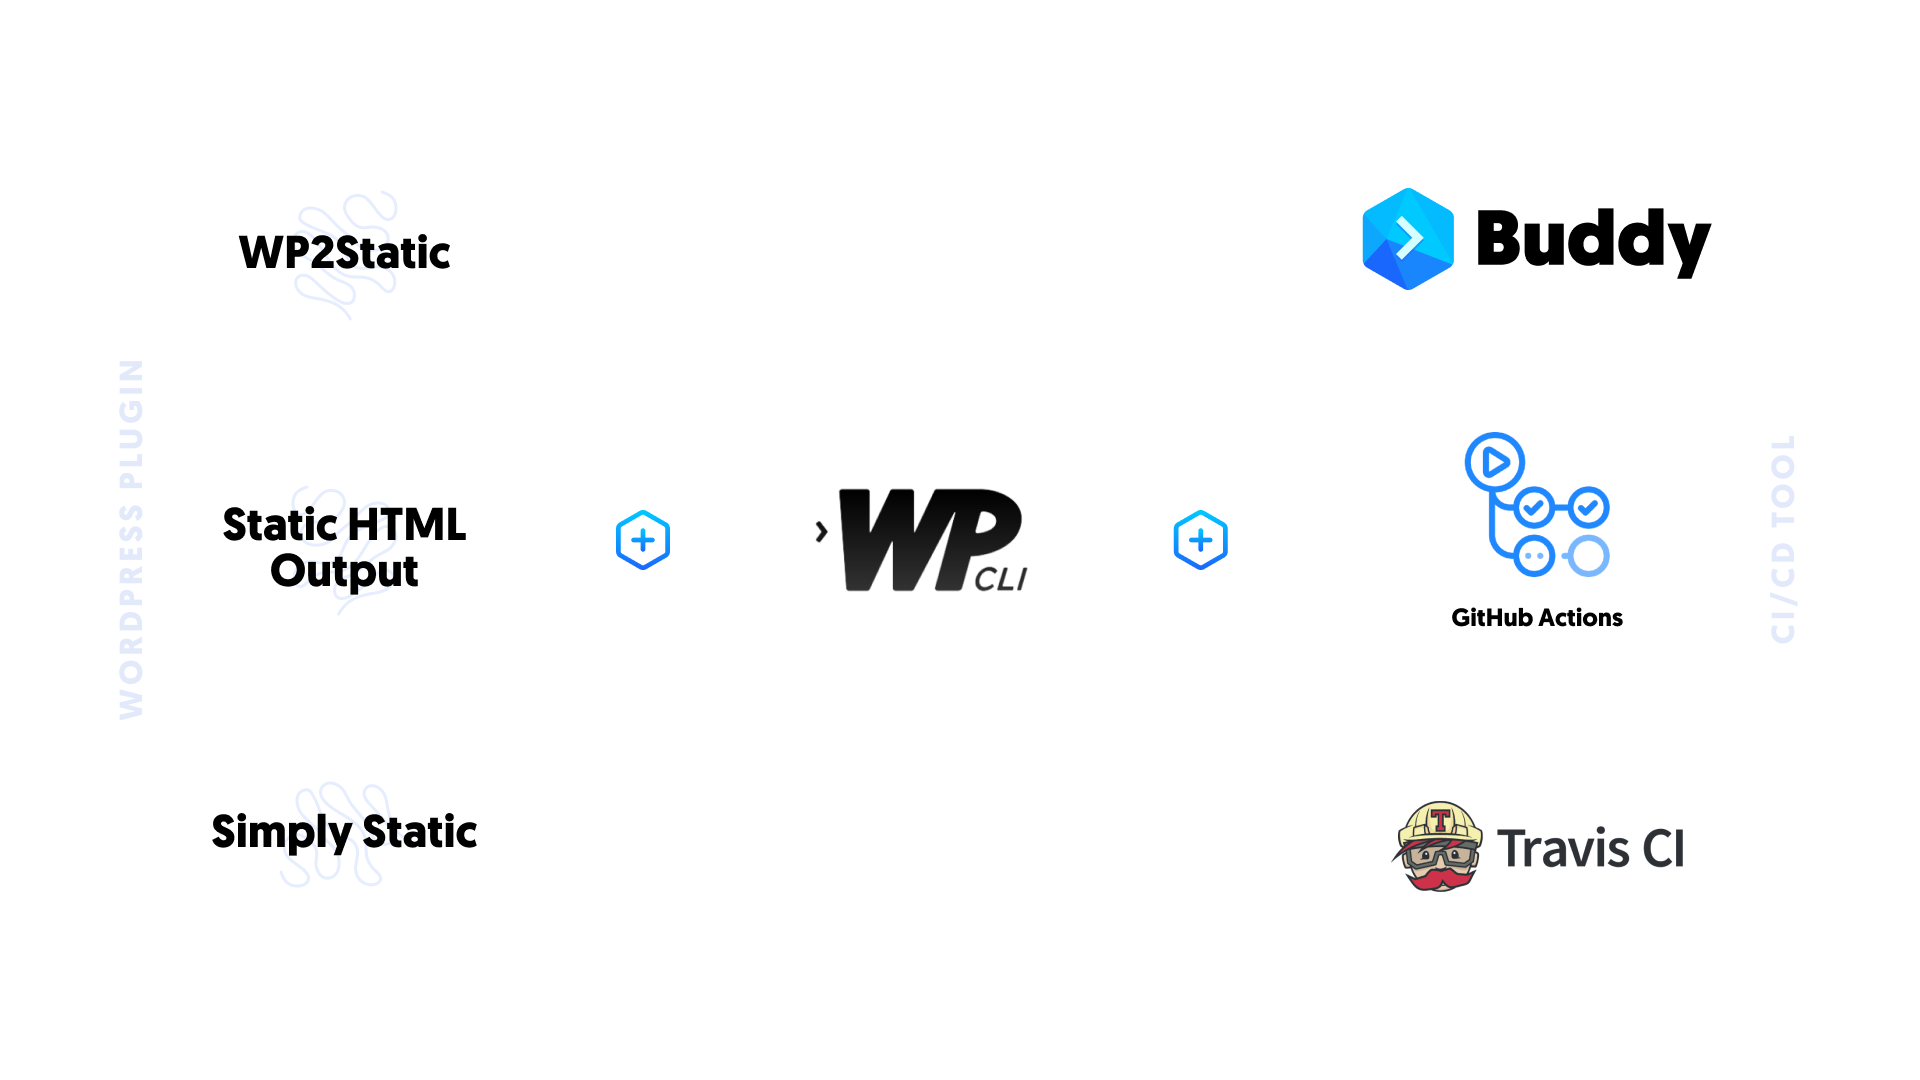 WORDPRESS PLUGIN
WP2Static
Static HTML
Output
Simply Static
WP
CLI
Buddy
GitHub Actions
T
Travis CI
CI/CD TOOL